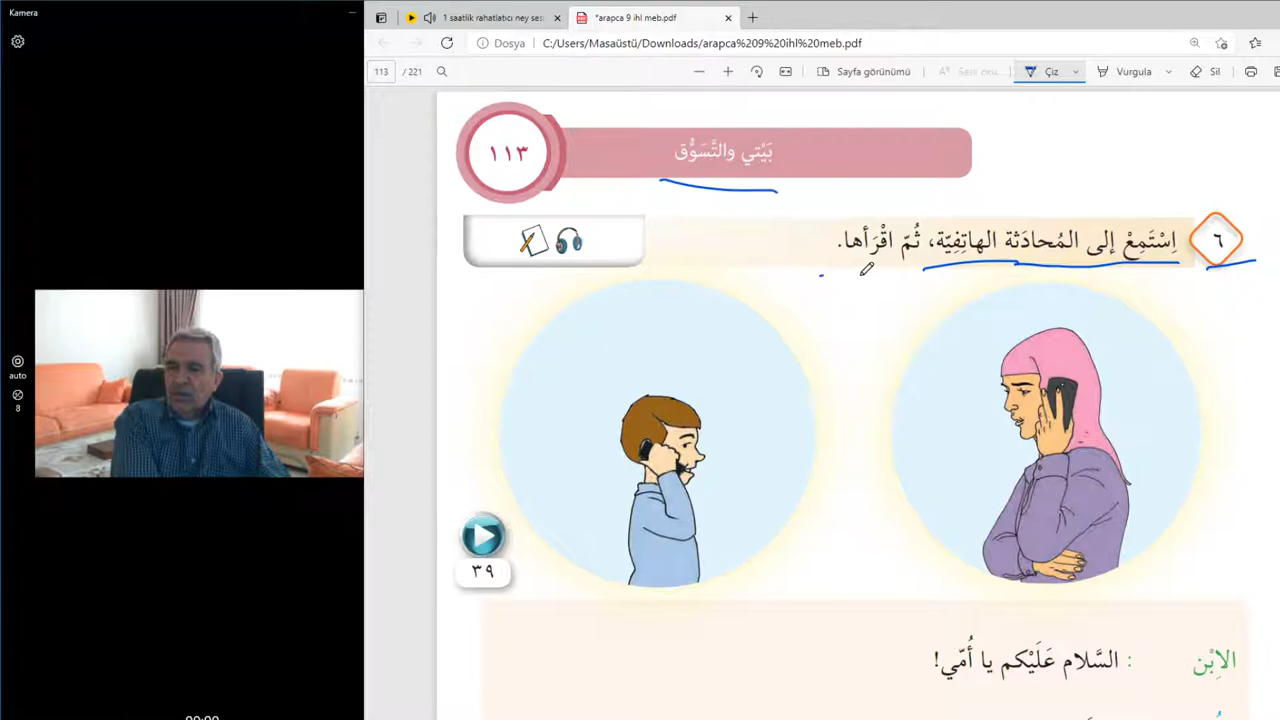 Kamera
1 saatlik rahatlatıcı ney ses
*arapca 9 ihl meb.pdf
Dosya
C:/Users/Masaüstü/Downloads/arapca%209%20ihl%20meb.pdf
113 / 221
Sayfa görünümü
Çiz
Vurgula
Sil
بَيْتي والتَّسَوُّق
١١٣
٦
اِسْتَمِعْ إلى المُحادَثة الهاتِفِيّة، ثُمّ اقْرَأها.
auto
8
٣٩
الاِبْن : السَّلام عَلَيْكم يا أُمّي!